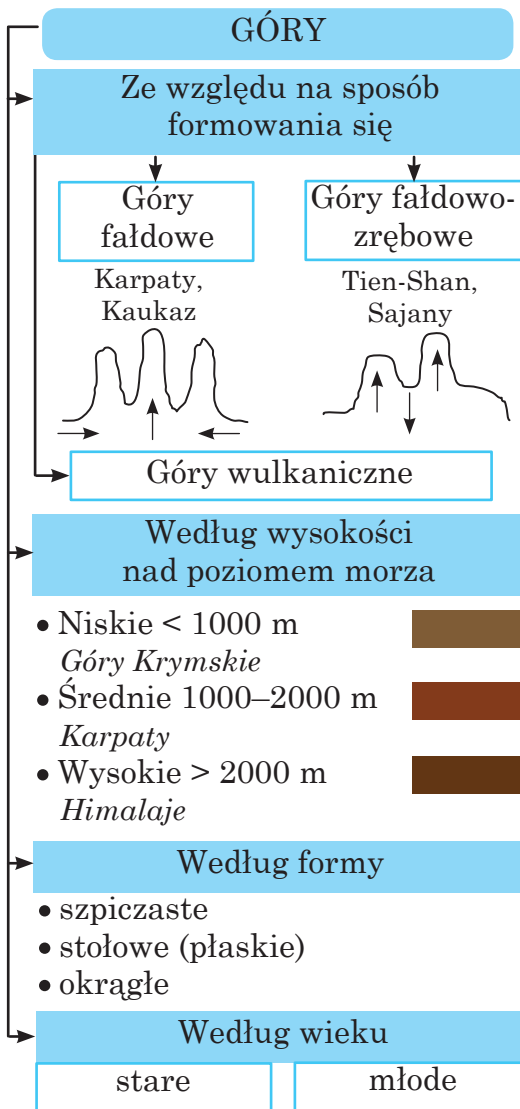 GÓRY
Ze względu na sposób
formowania się
Góry
fałdowe
Góry fałdowo-
zrębowe
Karpaty,
Kaukaz
Tien-Shan,
Sajany
Góry wulkaniczne
Według wysokości
nad poziomem morza
• Niskie < 1000 m
Góry Krymskie
• Średnie 1000–2000 m
Karpaty
• Wysokie > 2000 m
Himalaje
Według formy
• szpiczaste
• stołowe (płaskie)
• okrągłe
Według wieku
stare
młode